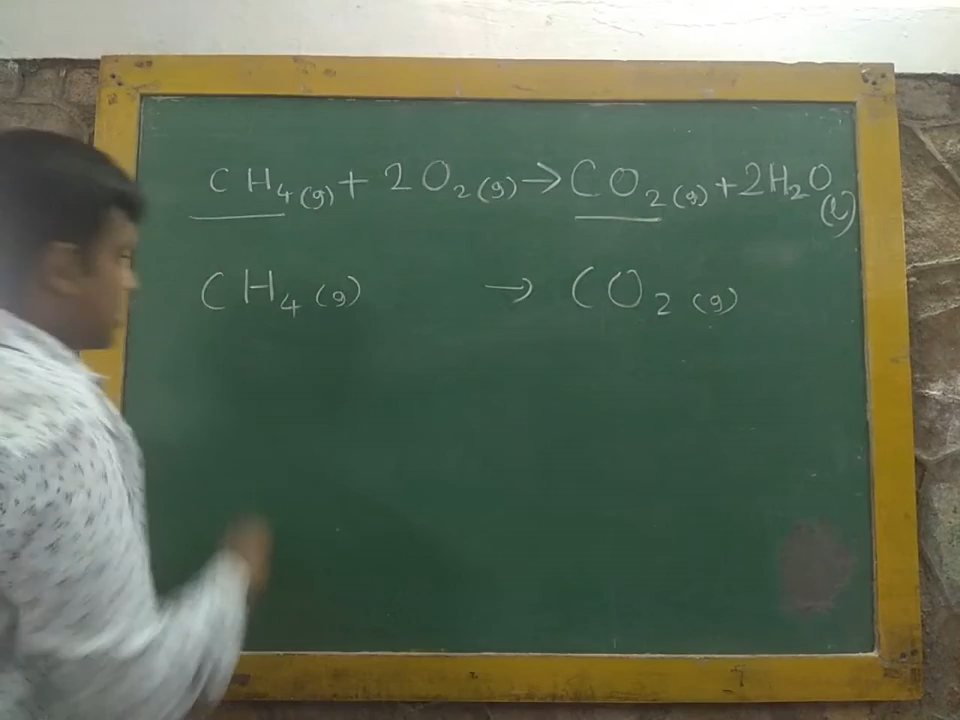 CH₄(g) + 2O₂(g) → CO₂(g) + 2H₂O(l)
CH₄(g) → CO₂(g)